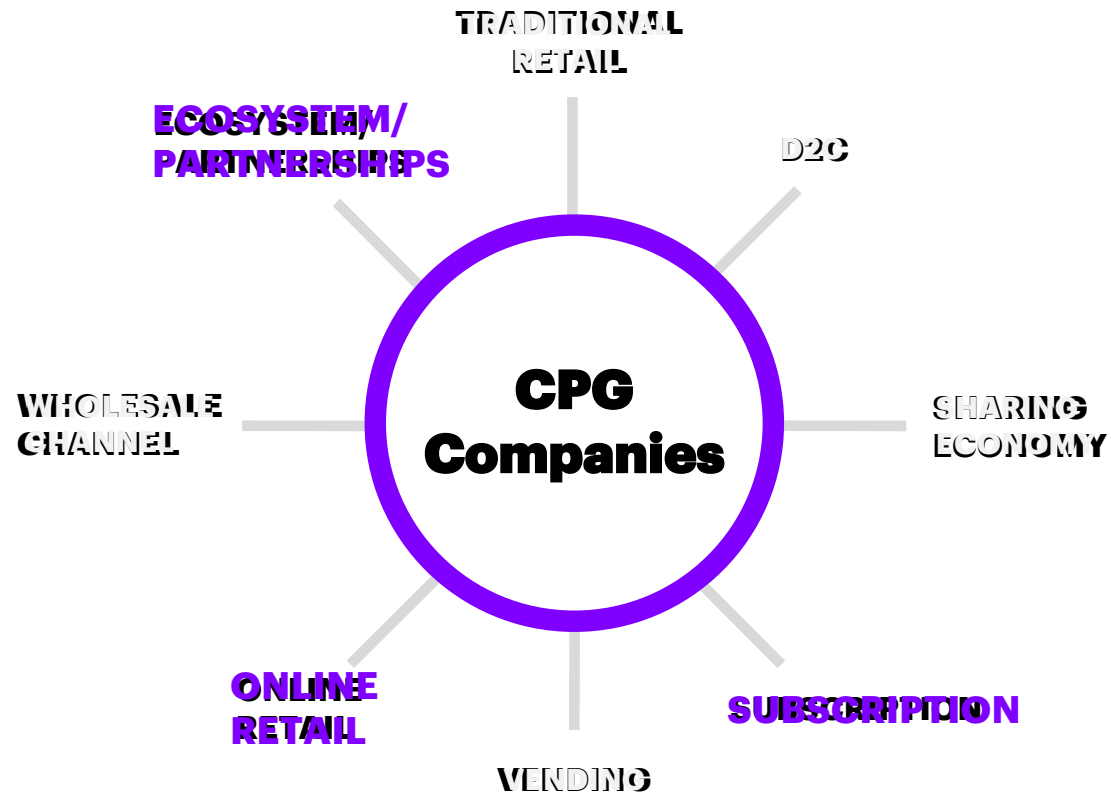 TRADITIONAL
RETAIL
ECOSYSTEM/
PARTNERSHIPS
D2C
CPG
Companies
WHOLESALE
CHANNEL
SHARING
ECONOMY
ONLINE
RETAIL
SUBSCRIPTION
VENDING